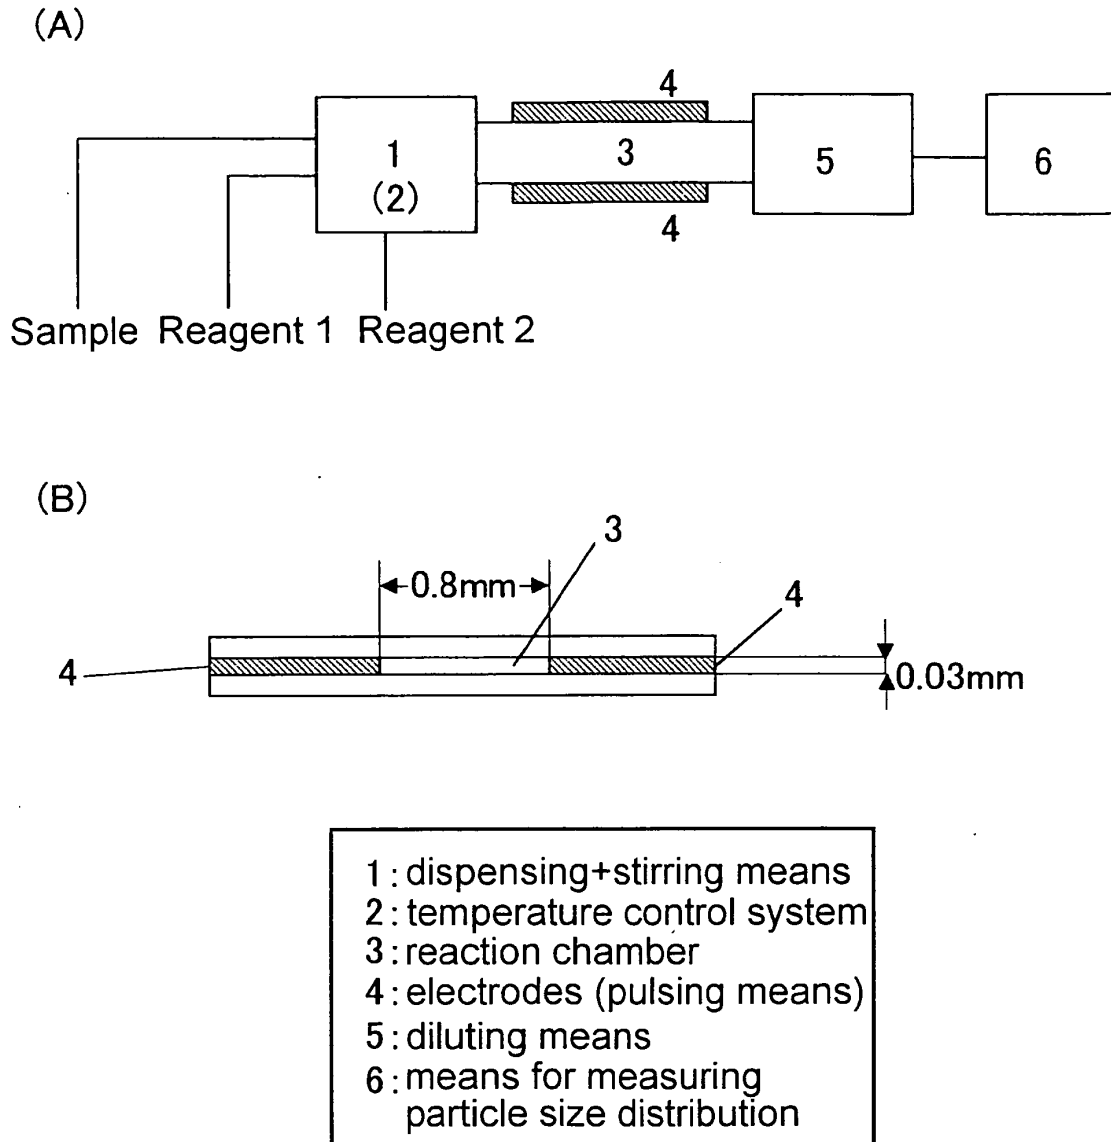 (A)
4
1
(2)
3
5
6
4
Sample Reagent 1 Reagent 2
(B)
3
0.8mm
4
4
0.03mm
1: dispensing+stirring means
2: temperature control system
3: reaction chamber
4: electrodes (pulsing means)
5: diluting means
6: means for measuring
particle size distribution